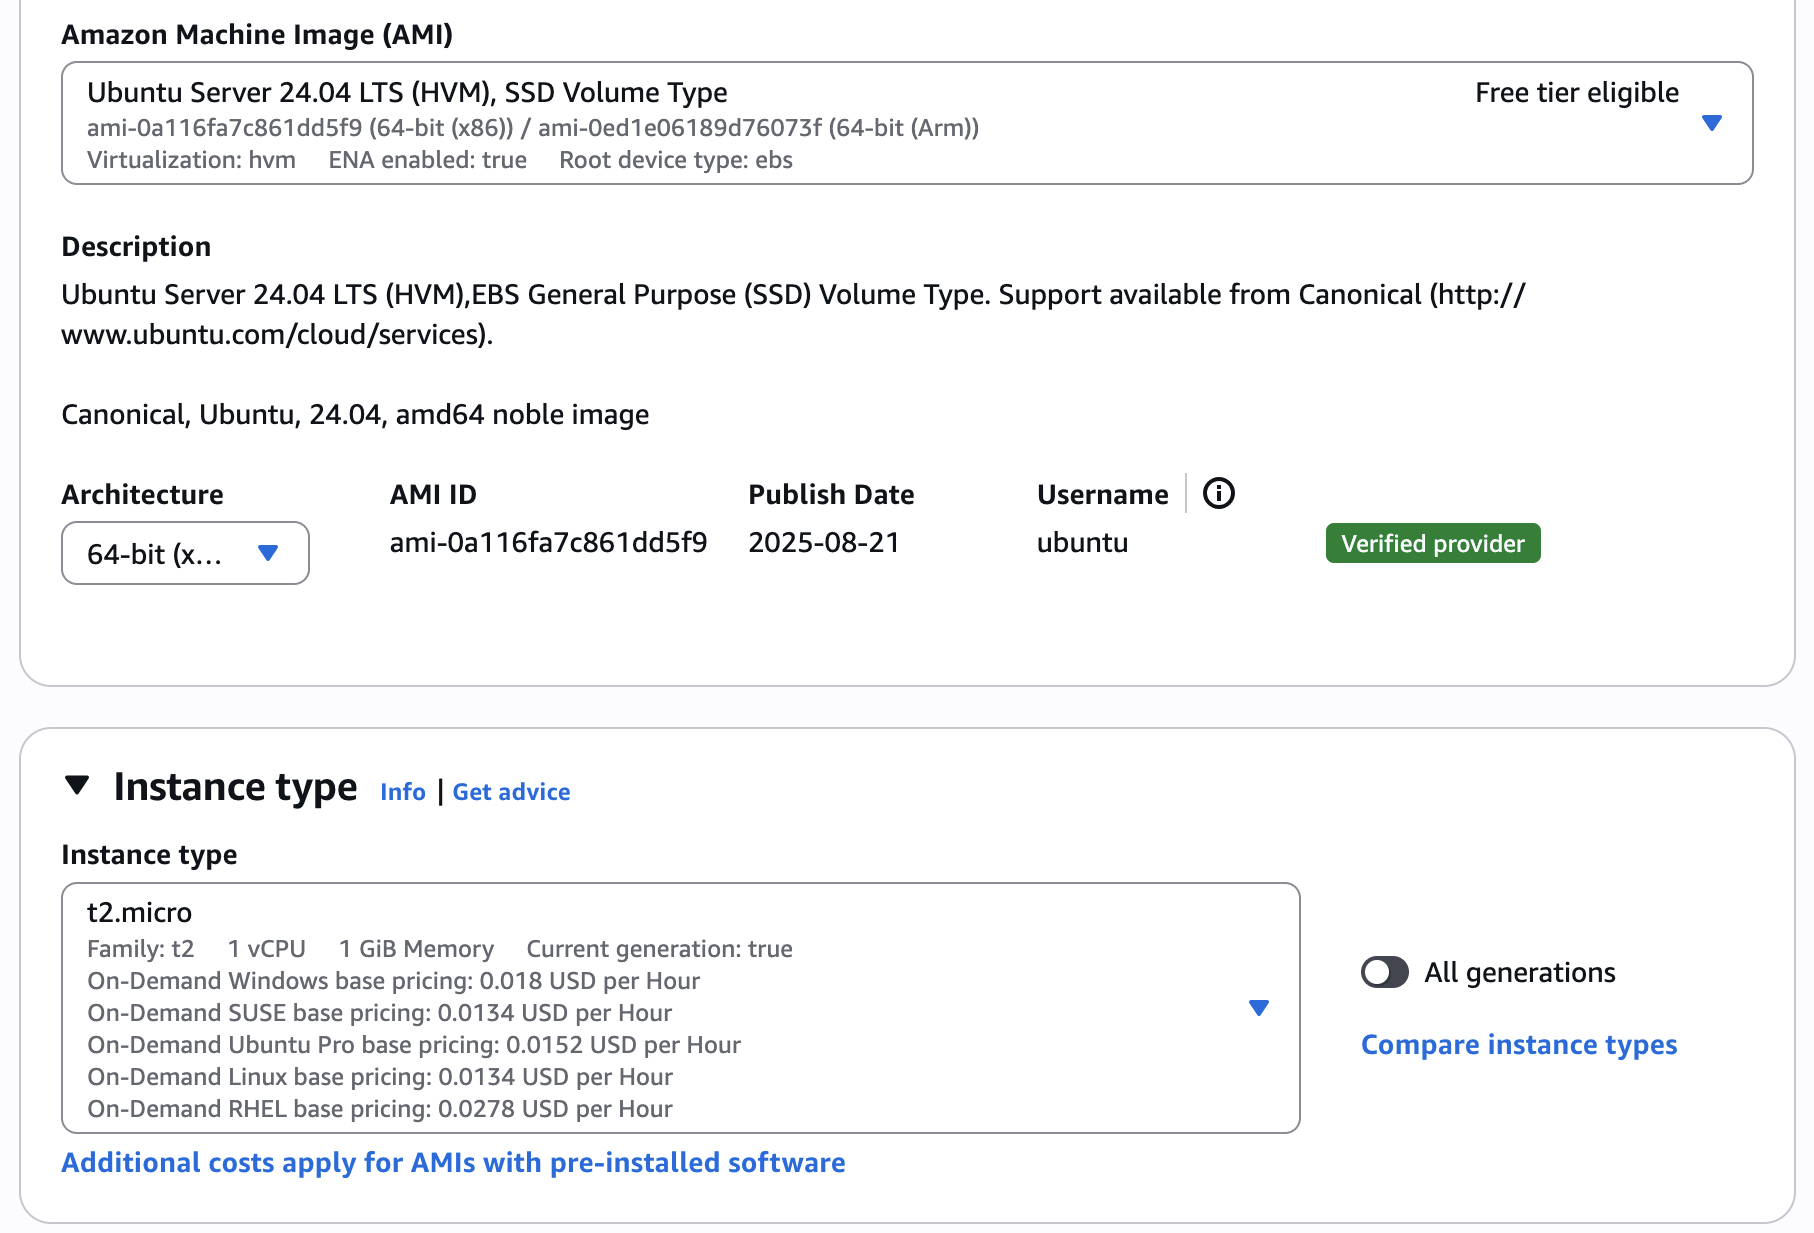 Amazon Machine Image (AMI)
Ubuntu Server 24.04 LTS (HVM), SSD Volume Type
Free tier eligible
ami-0a116fa7c861dd5f9 (64-bit (x86)) / ami-0ed1e06189d76073f (64-bit (Arm))
Virtualization: hvm ENA enabled: true Root device type: ebs
Description
Ubuntu Server 24.04 LTS (HVM),EBS General Purpose (SSD) Volume Type. Support available from Canonical (http://
www.ubuntu.com/cloud/services).
Canonical, Ubuntu, 24.04, amd64 noble image
Architecture AMI ID Publish Date Username
64-bit (x... ami-0a116fa7c861dd5f9 2025-08-21 ubuntu Verified provider
Instance type Info | Get advice
Instance type
t2.micro
Family: t2 1 vCPU 1 GiB Memory Current generation: true
On-Demand Windows base pricing: 0.018 USD per Hour
On-Demand SUSE base pricing: 0.0134 USD per Hour
On-Demand Ubuntu Pro base pricing: 0.0152 USD per Hour
On-Demand Linux base pricing: 0.0134 USD per Hour
On-Demand RHEL base pricing: 0.0278 USD per Hour
All generations
Compare instance types
Additional costs apply for AMIs with pre-installed software